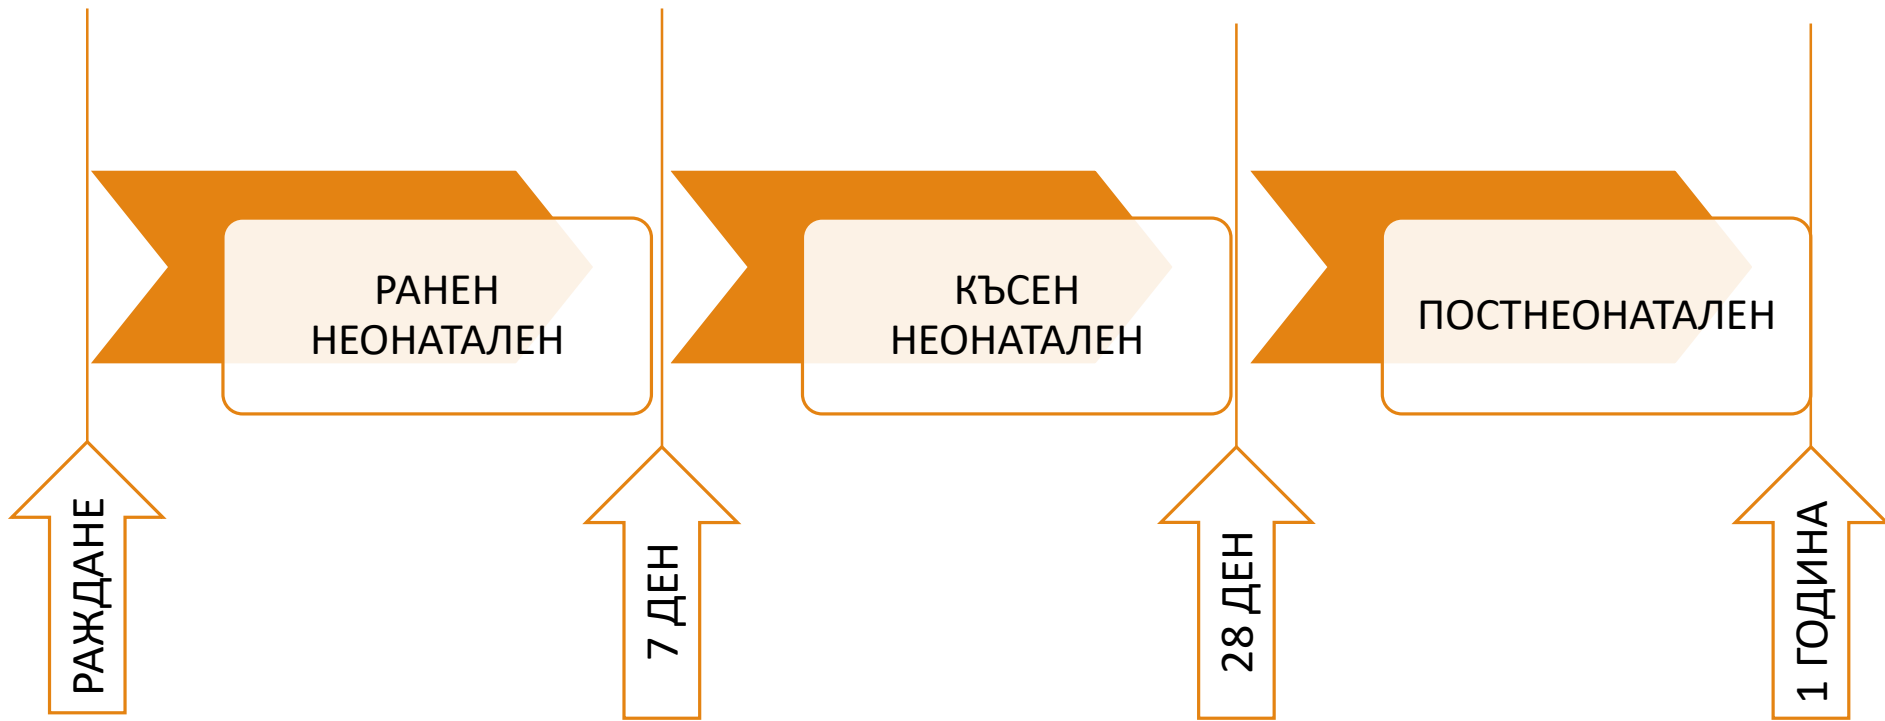 РАНЕН
НЕОНАТАЛЕН
КЪСЕН
НЕОНАТАЛЕН
ПОСТНЕОНАТАЛЕН
РАЖДАНЕ
7 ДЕН
28 ДЕН
1 ГОДИНА